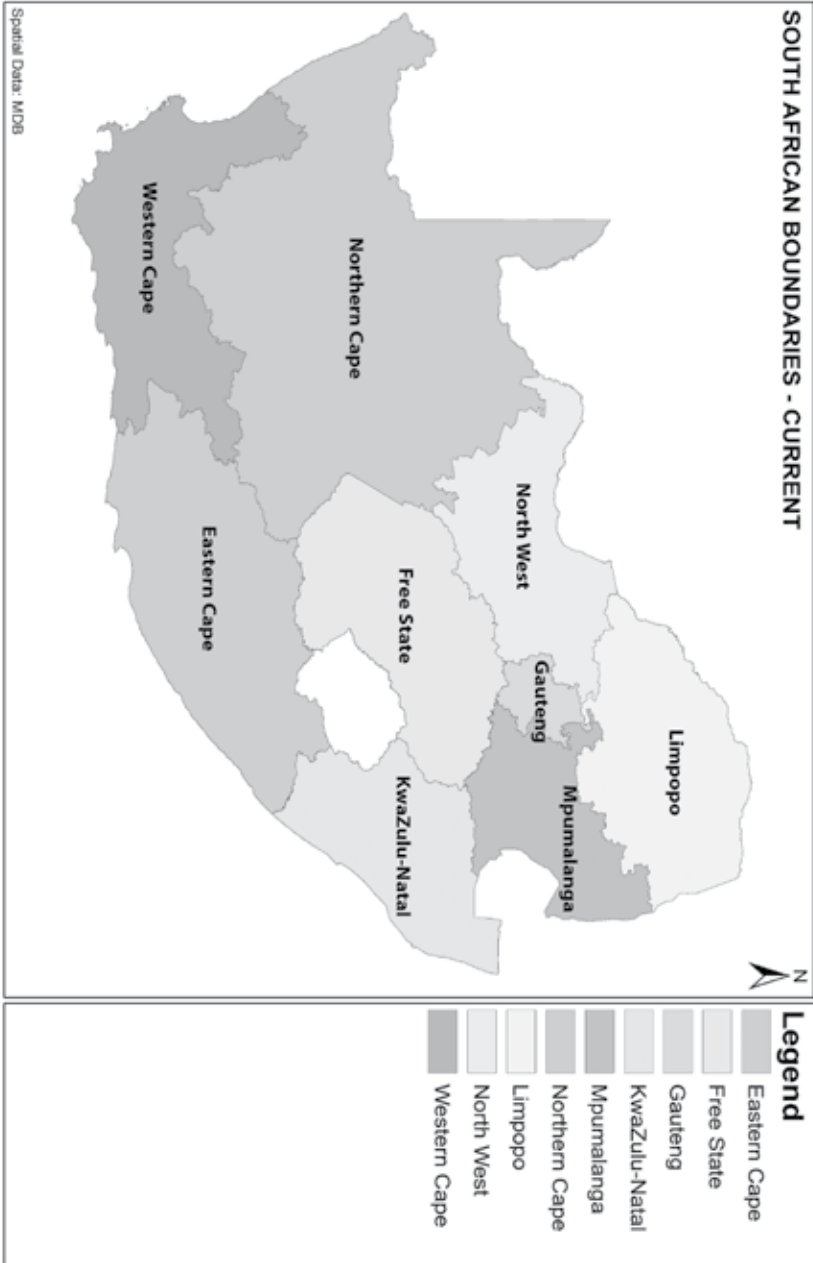 SOUTH AFRICAN BOUNDARIES - CURRENT
N
Limpopo
Mpumalanga
Gauteng
North West
Free State
KwaZulu-Natal
Northern Cape
Eastern Cape
Western Cape
Spatial Data: MDB
Legend
Eastern Cape
Free State
Gauteng
KwaZulu-Natal
Mpumalanga
Northern Cape
Limpopo
North West
Western Cape